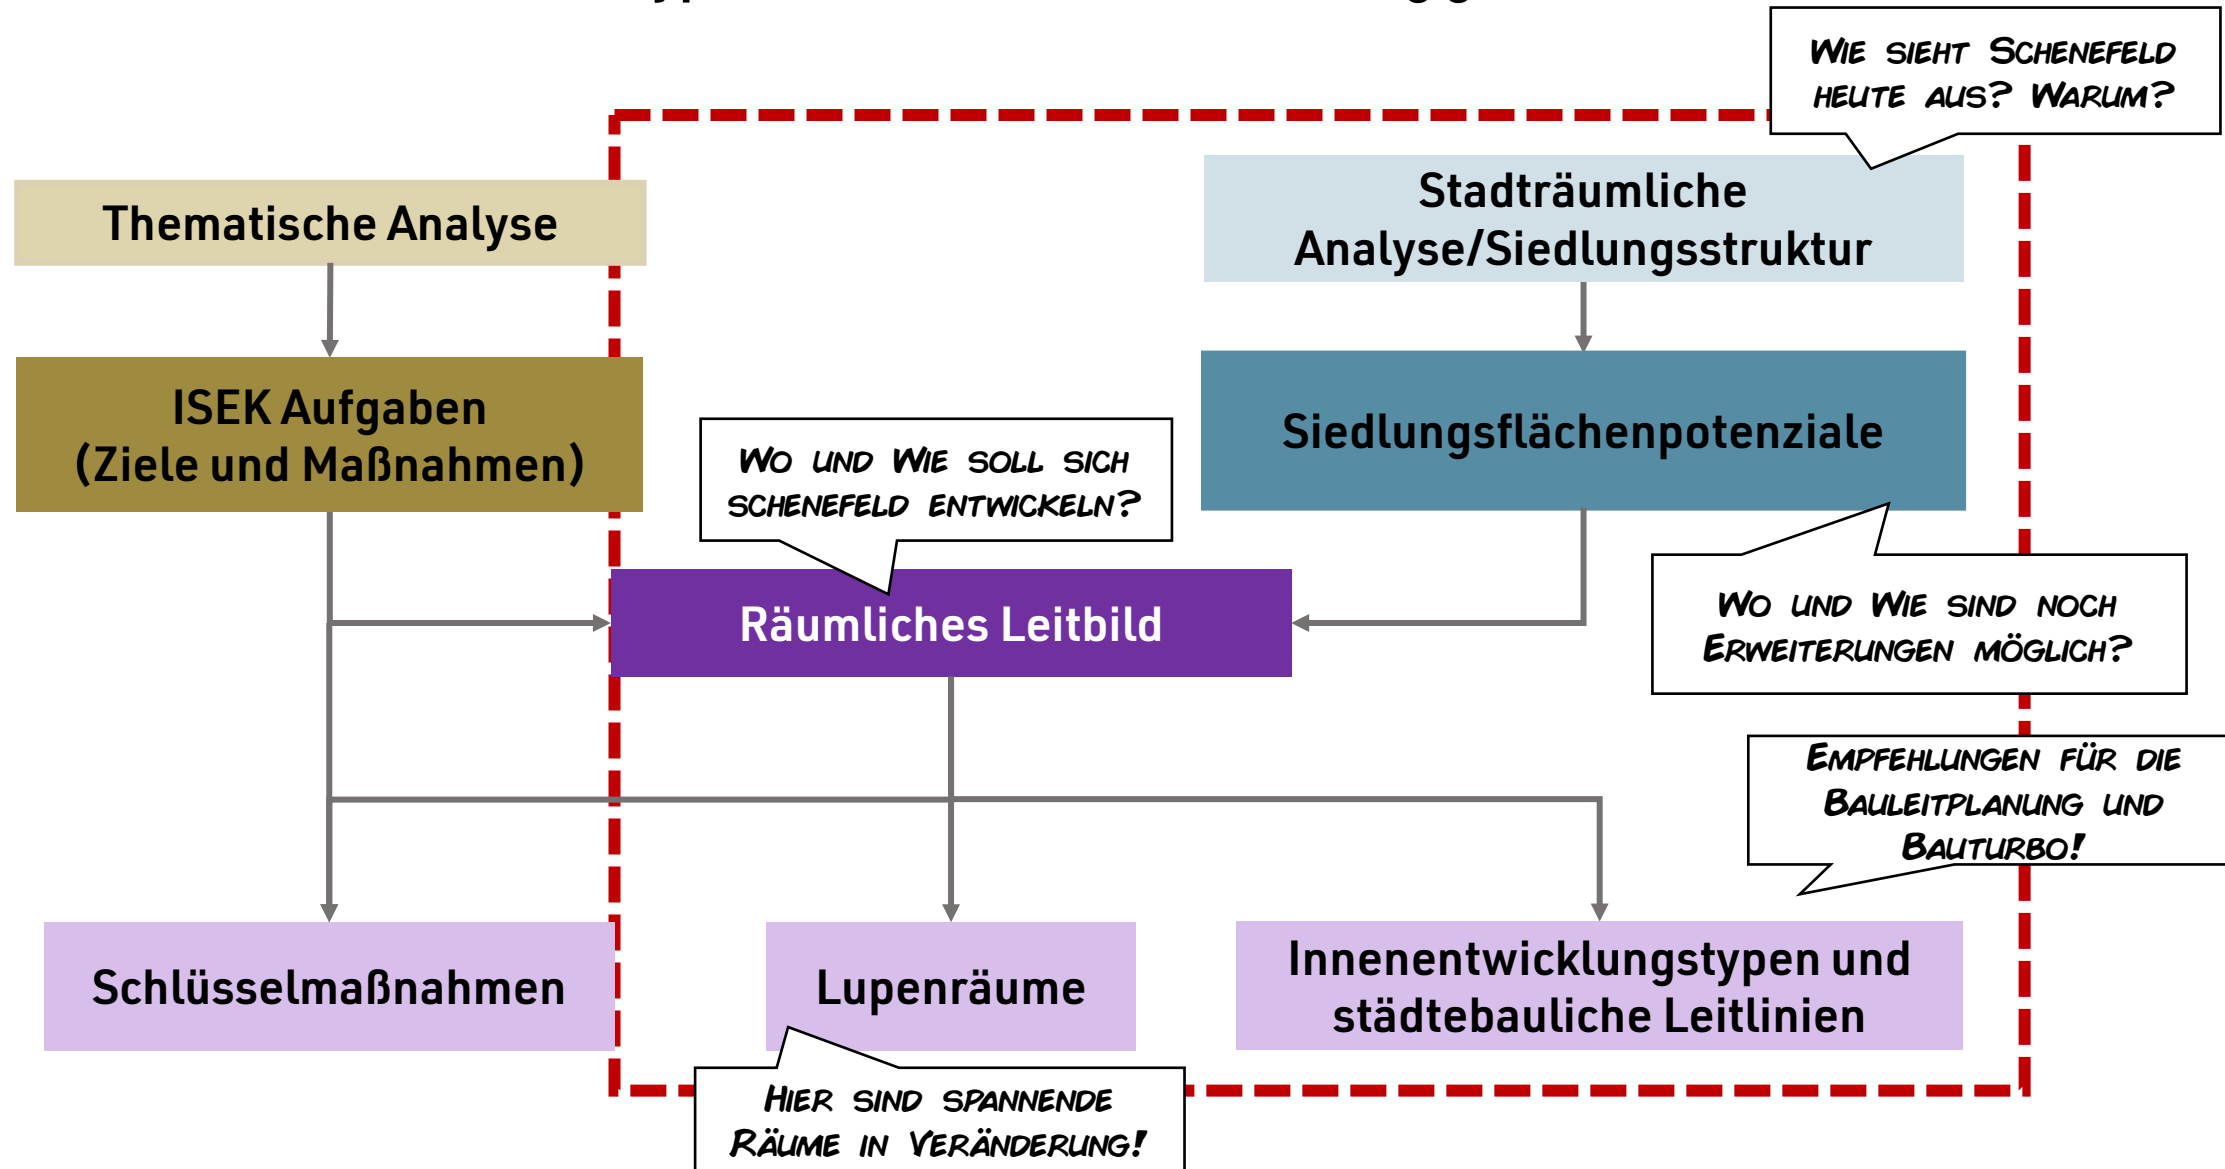 Wie sieht Schenefeld
heute aus? Warum?
Thematische Analyse
Stadträumliche
Analyse/Siedlungsstruktur
ISEK Aufgaben
(Ziele und Maßnahmen)
Siedlungsflächenpotenziale
Wo und Wie soll sich
schenefeld entwickeln?
Räumliches Leitbild
Wo und Wie sind noch
Erweiterungen möglich?
Empfehlungen für die
Bauleitplanung und
Bauturbo!
Schlüsselmaßnahmen
Lupenräume
Innenentwicklungstypen und
städtebauliche Leitlinien
Hier sind spannende
Räume in Veränderung!